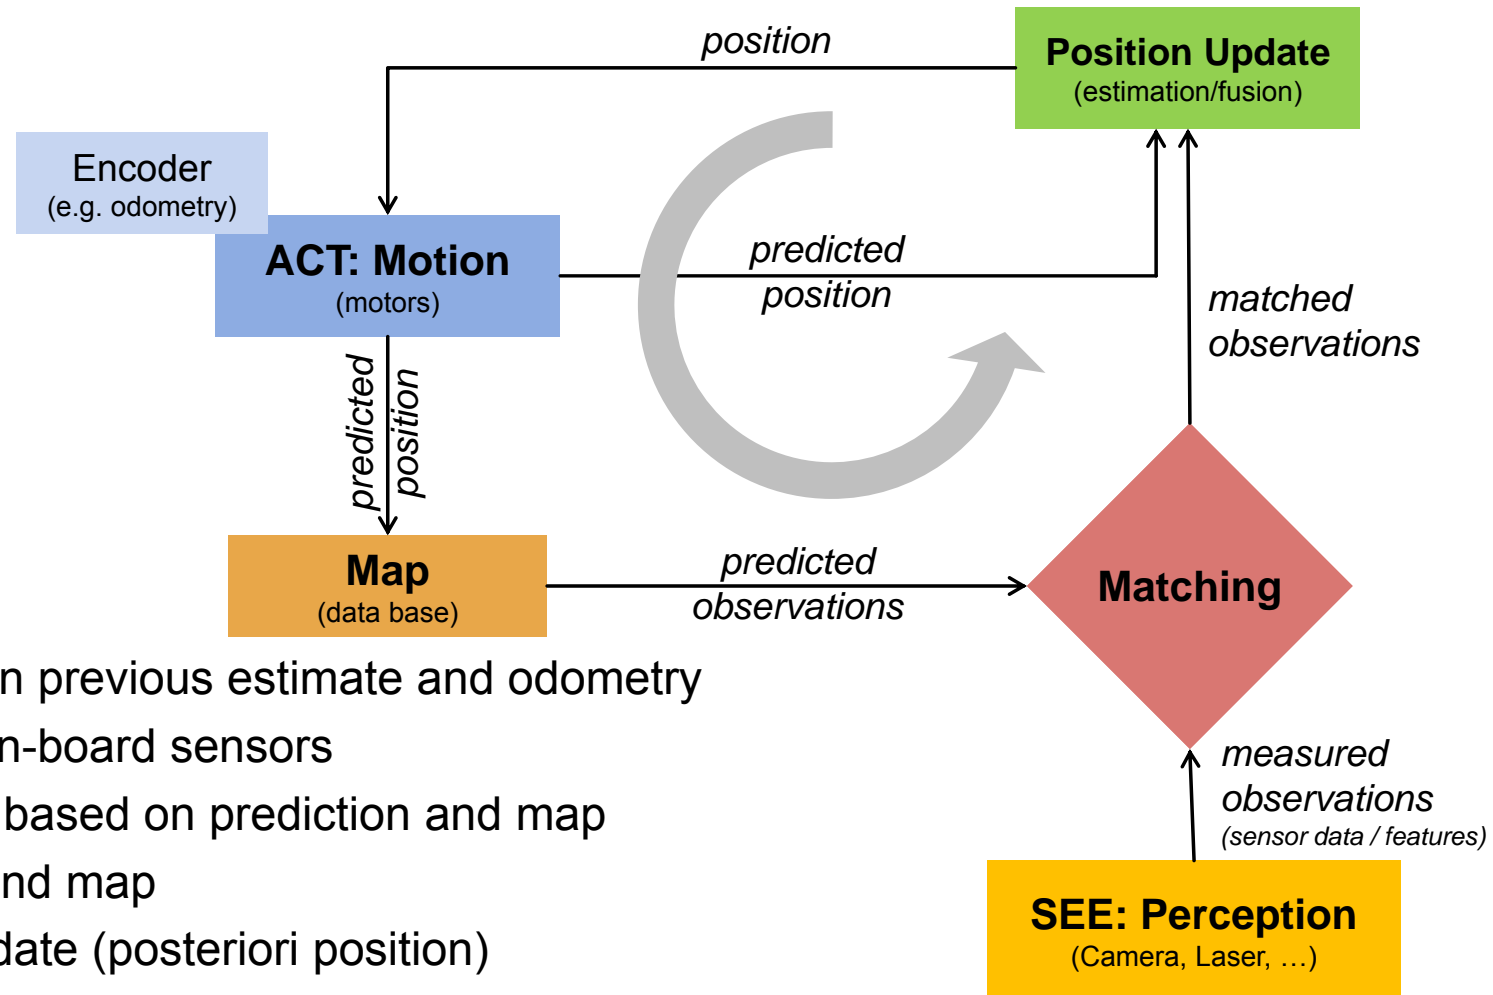 position
Position Update
(estimation/fusion)
Encoder
(e.g. odometry)
ACT: Motion
(motors)
predicted
position
matched
observations
predicted
position
Map
(data base)
predicted
observations
Matching
n previous estimate and odometry
n-board sensors
based on prediction and map
nd map
date (posteriori position)
measured
observations
(sensor data / features)
SEE: Perception
(Camera, Laser, …)